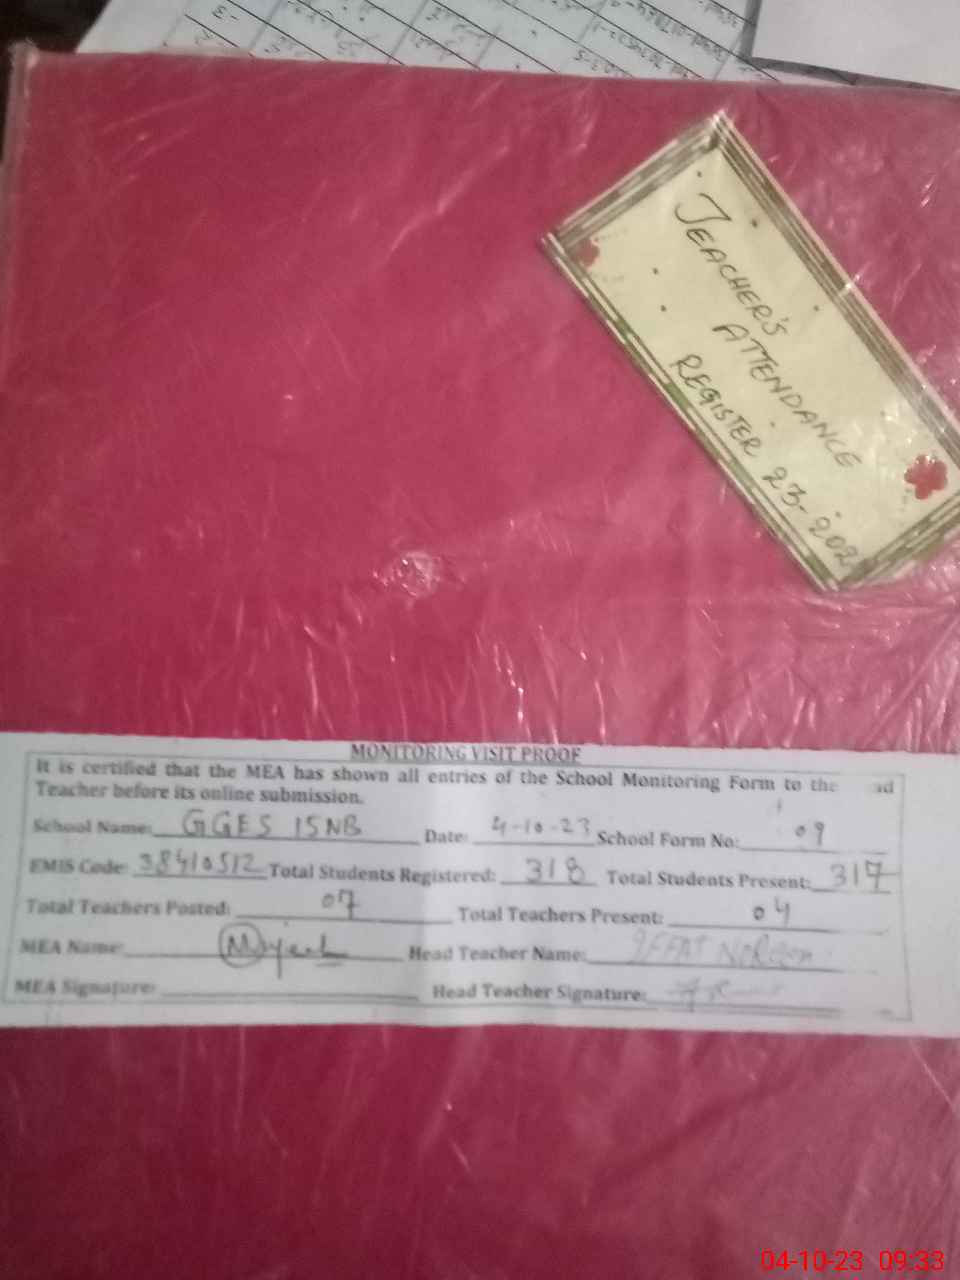 TEACHER'S
ATTENDANCE
REGISTER 23-202
MONITORING VISIT PROOF
It is certified that the MEA has shown all entries of the School Monitoring Form to the ad
Teacher before its online submission.
School Name: GGES 15NB Date: 4-10-23 School Form No: 09
EMIS Code: 38410512 Total Students Registered: 318 Total Students Present: 317
Total Teachers Posted: 07 Total Teachers Present: 04
MEA Name: Head Teacher Name: IFFAT
MEA Signature: Head Teacher Signature:
04-10-23 09:33